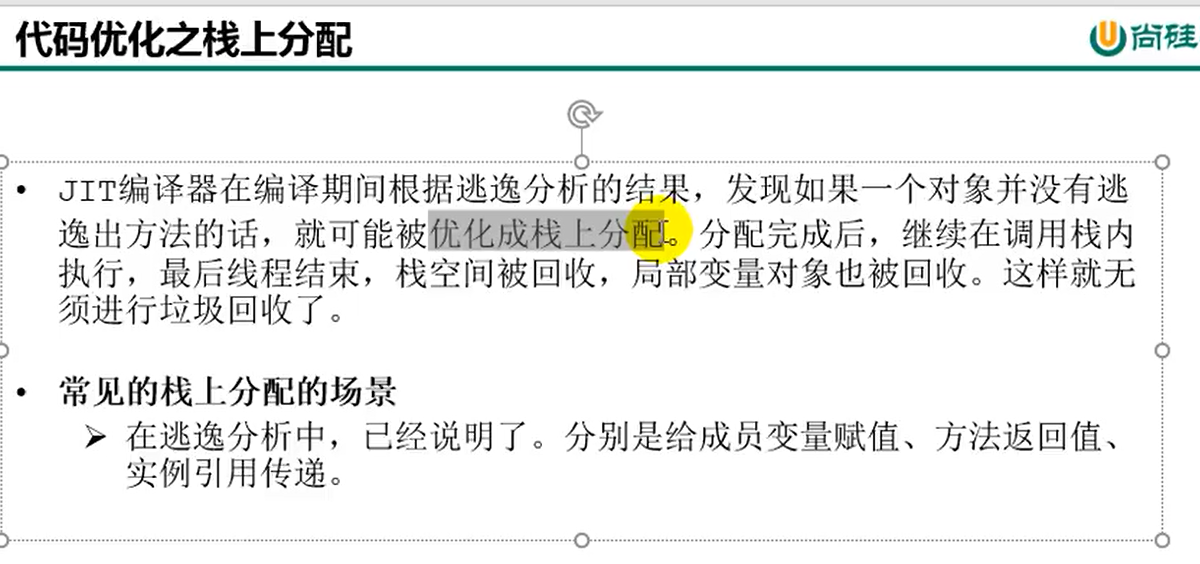 代码优化之栈上分配
尚硅
• JIT编译器在编译期间根据逃逸分析的结果，发现如果一个对象并没有逃
逸出方法的话，就可能被优化成栈上分配。分配完成后，继续在调用栈内
执行，最后线程结束，栈空间被回收，局部变量对象也被回收。这样就无
须进行垃圾回收了。
• 常见的栈上分配的场景
➢ 在逃逸分析中，已经说明了。分别是给成员变量赋值、方法返回值、
实例引用传递。